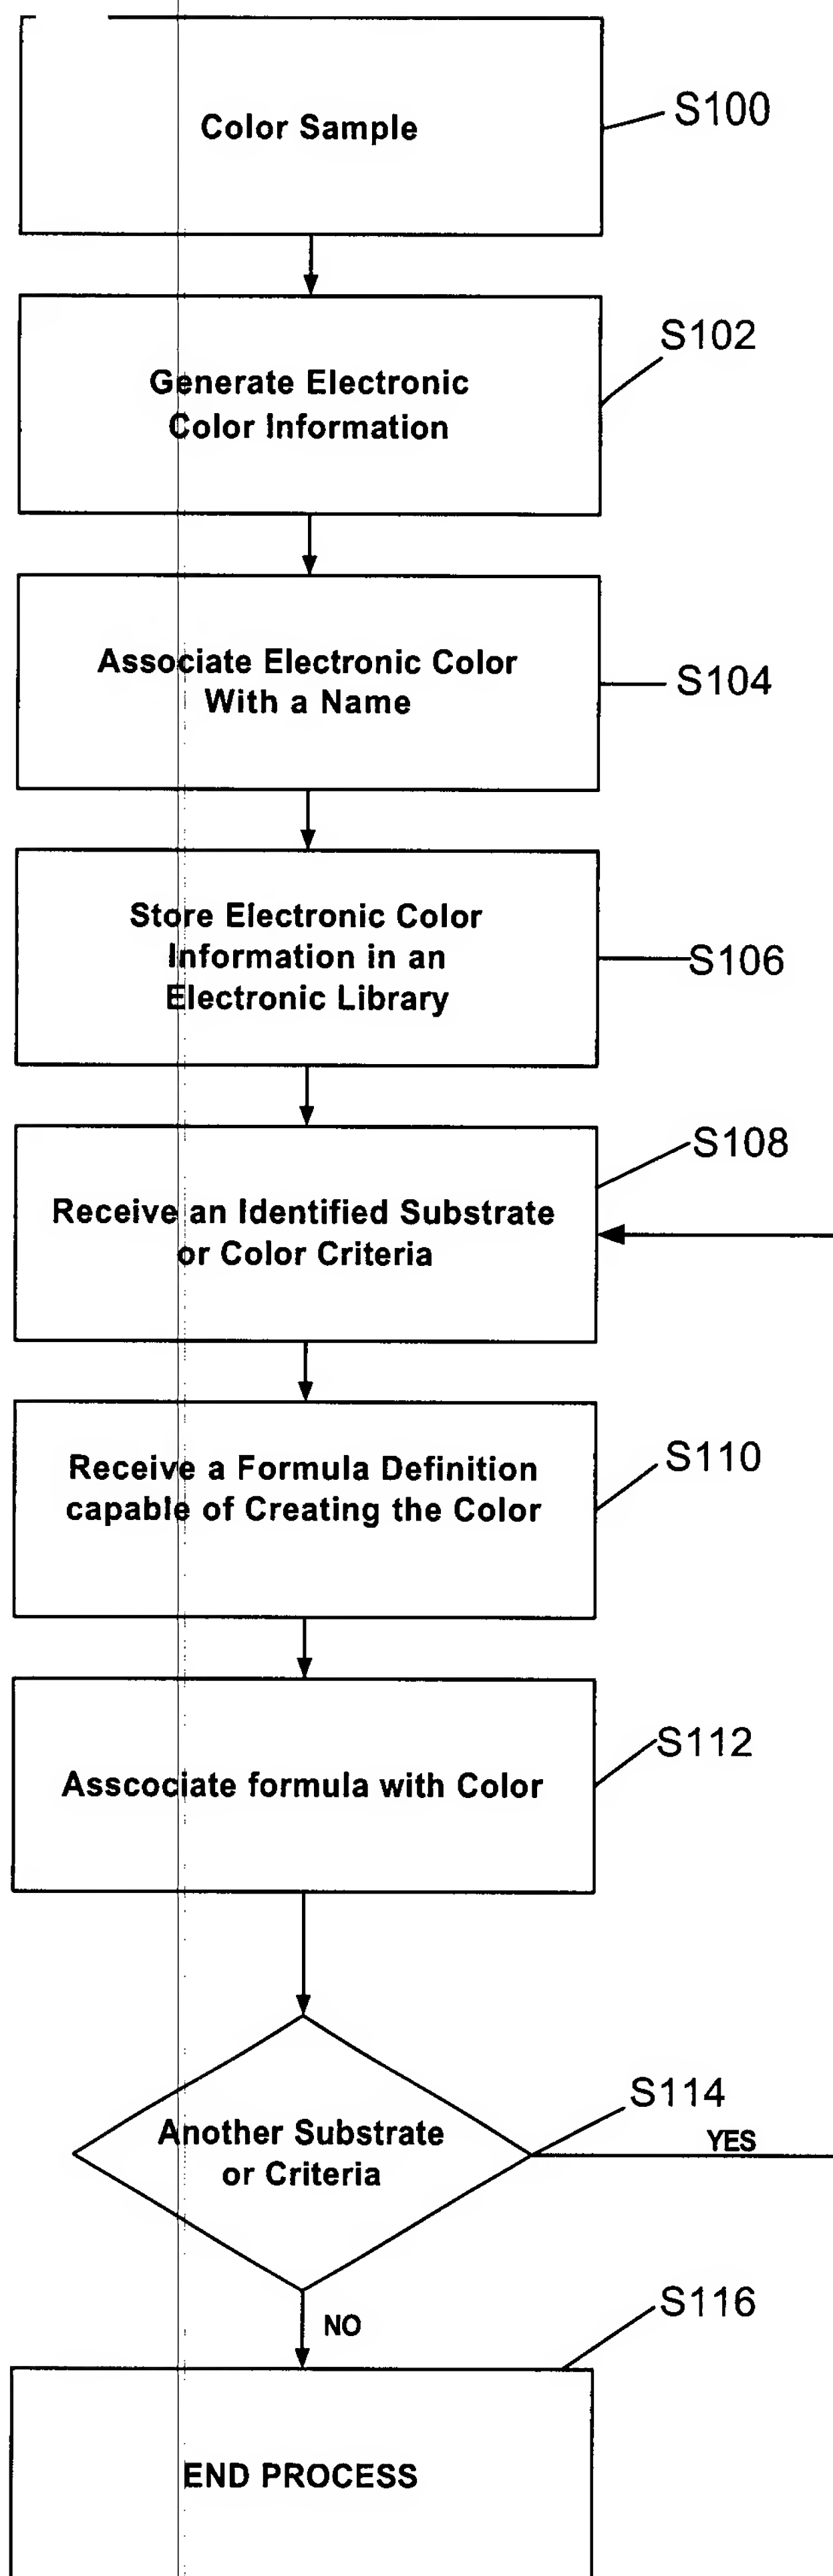 Color Sample
S100
Generate Electronic
Color Information
S102
Associate Electronic Color
With a Name
S104
Store Electronic Color
Information in an
Electronic Library
S106
Receive an Identified Substrate
or Color Criteria
S108
Receive a Formula Definition
capable of Creating the Color
S110
Asscociate formula with Color
S112
Another Substrate
or Criteria
S114
YES
NO
S116
END PROCESS